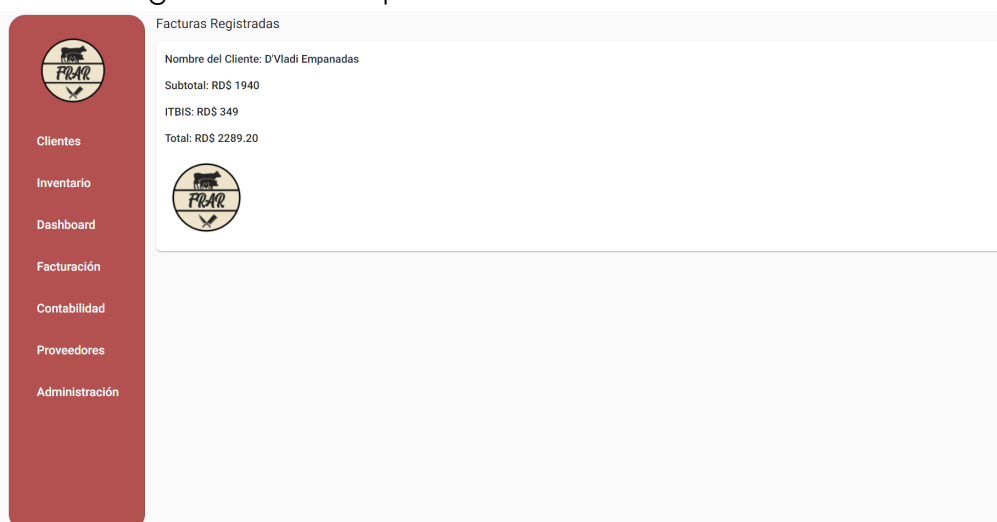 Facturas Registradas
FRAR
Clientes
Inventario
Dashboard
Facturación
Contabilidad
Proveedores
Administración
Nombre del Cliente: D'Vladi Empanadas
Subtotal: RD$ 1940
ITBIS: RD$ 349
Total: RD$ 2289.20
FRAR